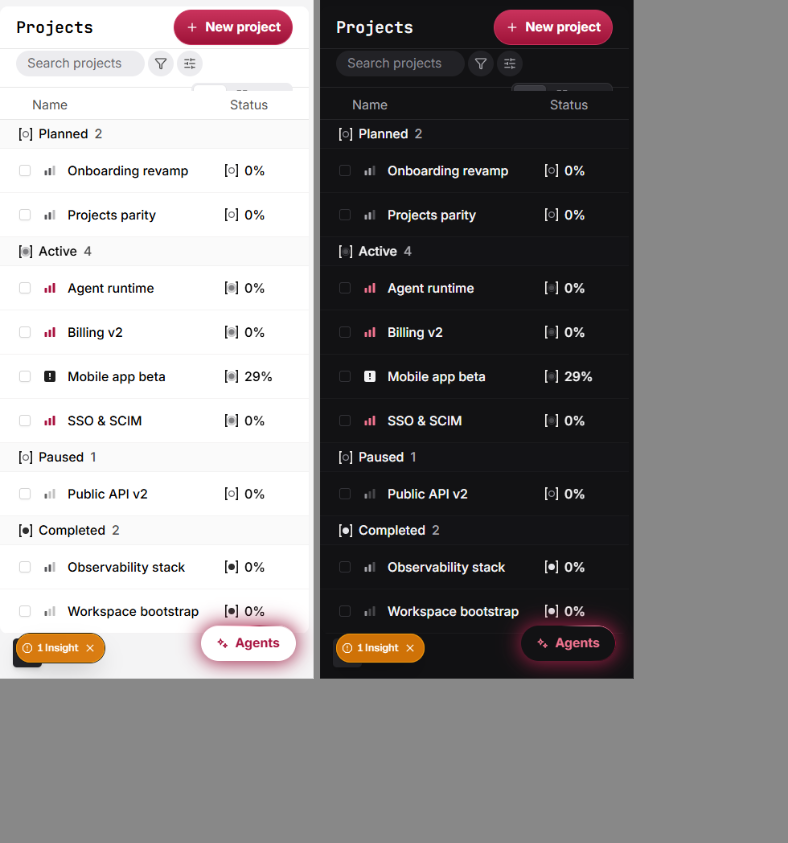 Projects
+ New project
Search projects
Name Status
[○] Planned 2
Onboarding revamp [○] 0%
Projects parity [○] 0%
[●] Active 4
Agent runtime [●] 0%
Billing v2 [●] 0%
! Mobile app beta [●] 29%
SSO & SCIM [●] 0%
[○] Paused 1
Public API v2 [○] 0%
[●] Completed 2
Observability stack [●] 0%
Workspace bootstrap [●] 0%
1 Insight ×
Agents
Projects
+ New project
Search projects
Name Status
[○] Planned 2
Onboarding revamp [○] 0%
Projects parity [○] 0%
[●] Active 4
Agent runtime [●] 0%
Billing v2 [●] 0%
! Mobile app beta [●] 29%
SSO & SCIM [●] 0%
[○] Paused 1
Public API v2 [○] 0%
[●] Completed 2
Observability stack [●] 0%
Workspace bootstrap [●] 0%
1 Insight ×
Agents